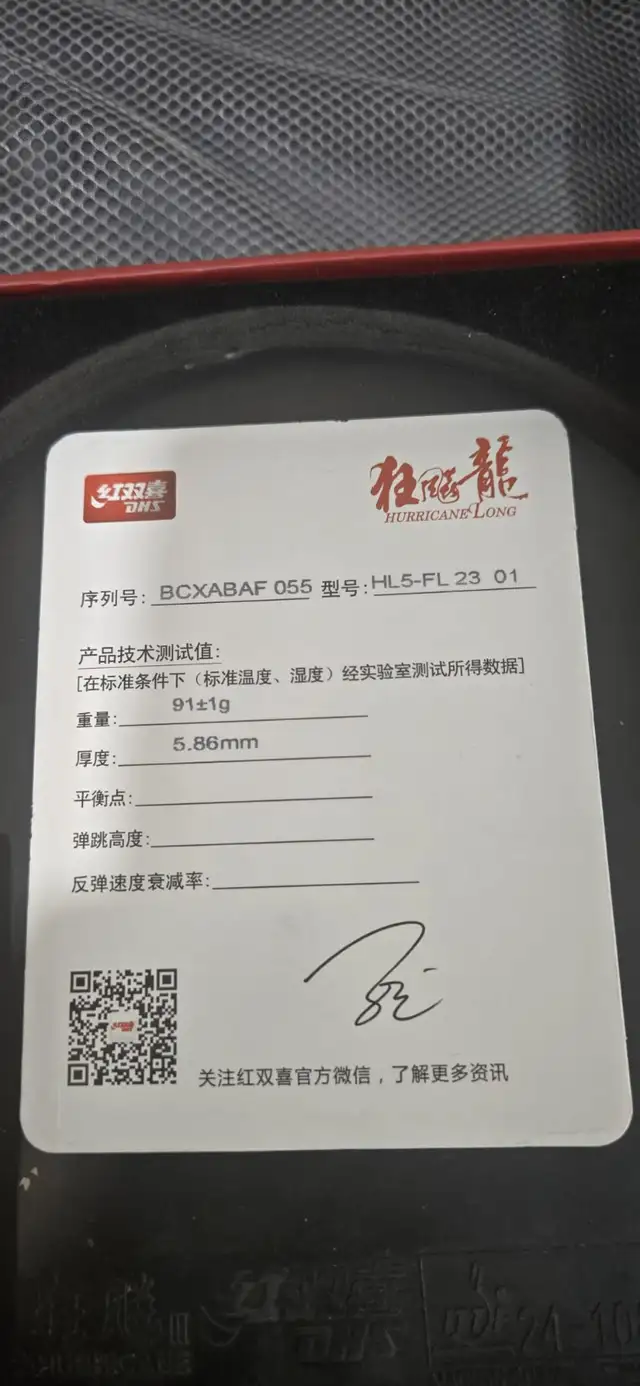 红双喜
DHS
狂飚龍
HURRICANE LONG
序列号: BCXABAF 055 型号: HL5-FL 23 01
产品技术测试值:
[在标准条件下（标准温度、湿度）经实验室测试所得数据]
重量: 91±1g
厚度: 5.86mm
平衡点:
弹跳高度:
反弹速度衰减率:
关注红双喜官方微信，了解更多资讯
红双喜
DHS